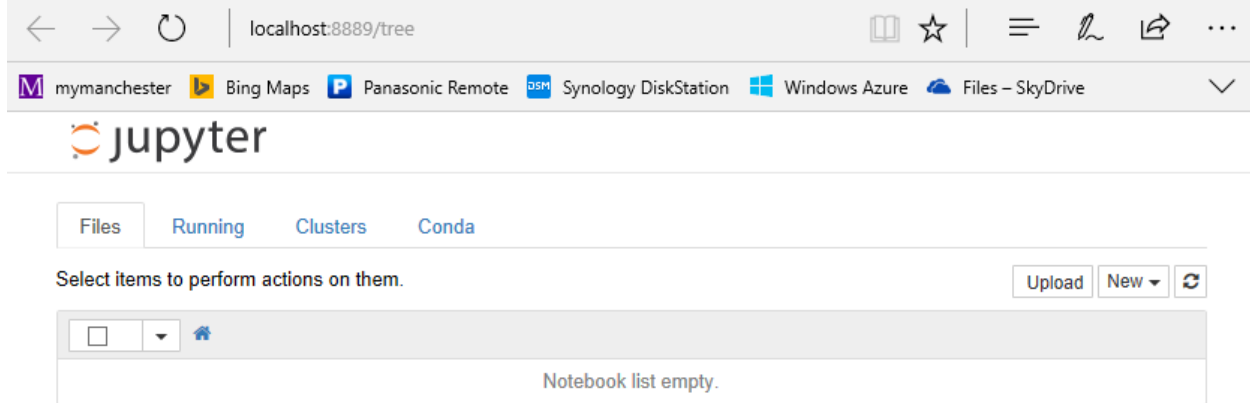 localhost:8889/tree
M mymanchester Bing Maps P Panasonic Remote DSM Synology DiskStation Windows Azure Files – SkyDrive
jupyter
Files Running Clusters Conda
Select items to perform actions on them. Upload New
Notebook list empty.